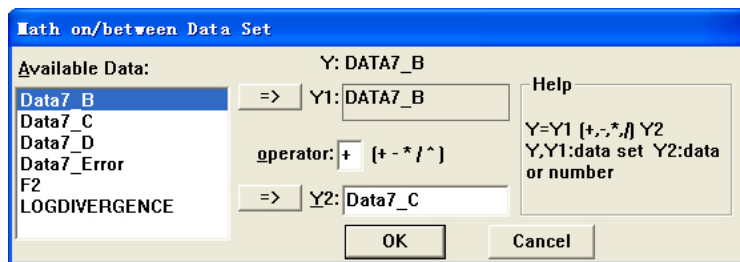 Math on/between Data Set
Available Data:
Data7_B
Data7_C
Data7_D
Data7_Error
F2
LOGDIVERGENCE
Y: DATA7_B
=> Y1: DATA7_B
operator: + (+ - * / ^ )
=> Y2: Data7_C
Help
Y=Y1 (+,-,*,/) Y2
Y,Y1:data set Y2:data
or number
OK
Cancel